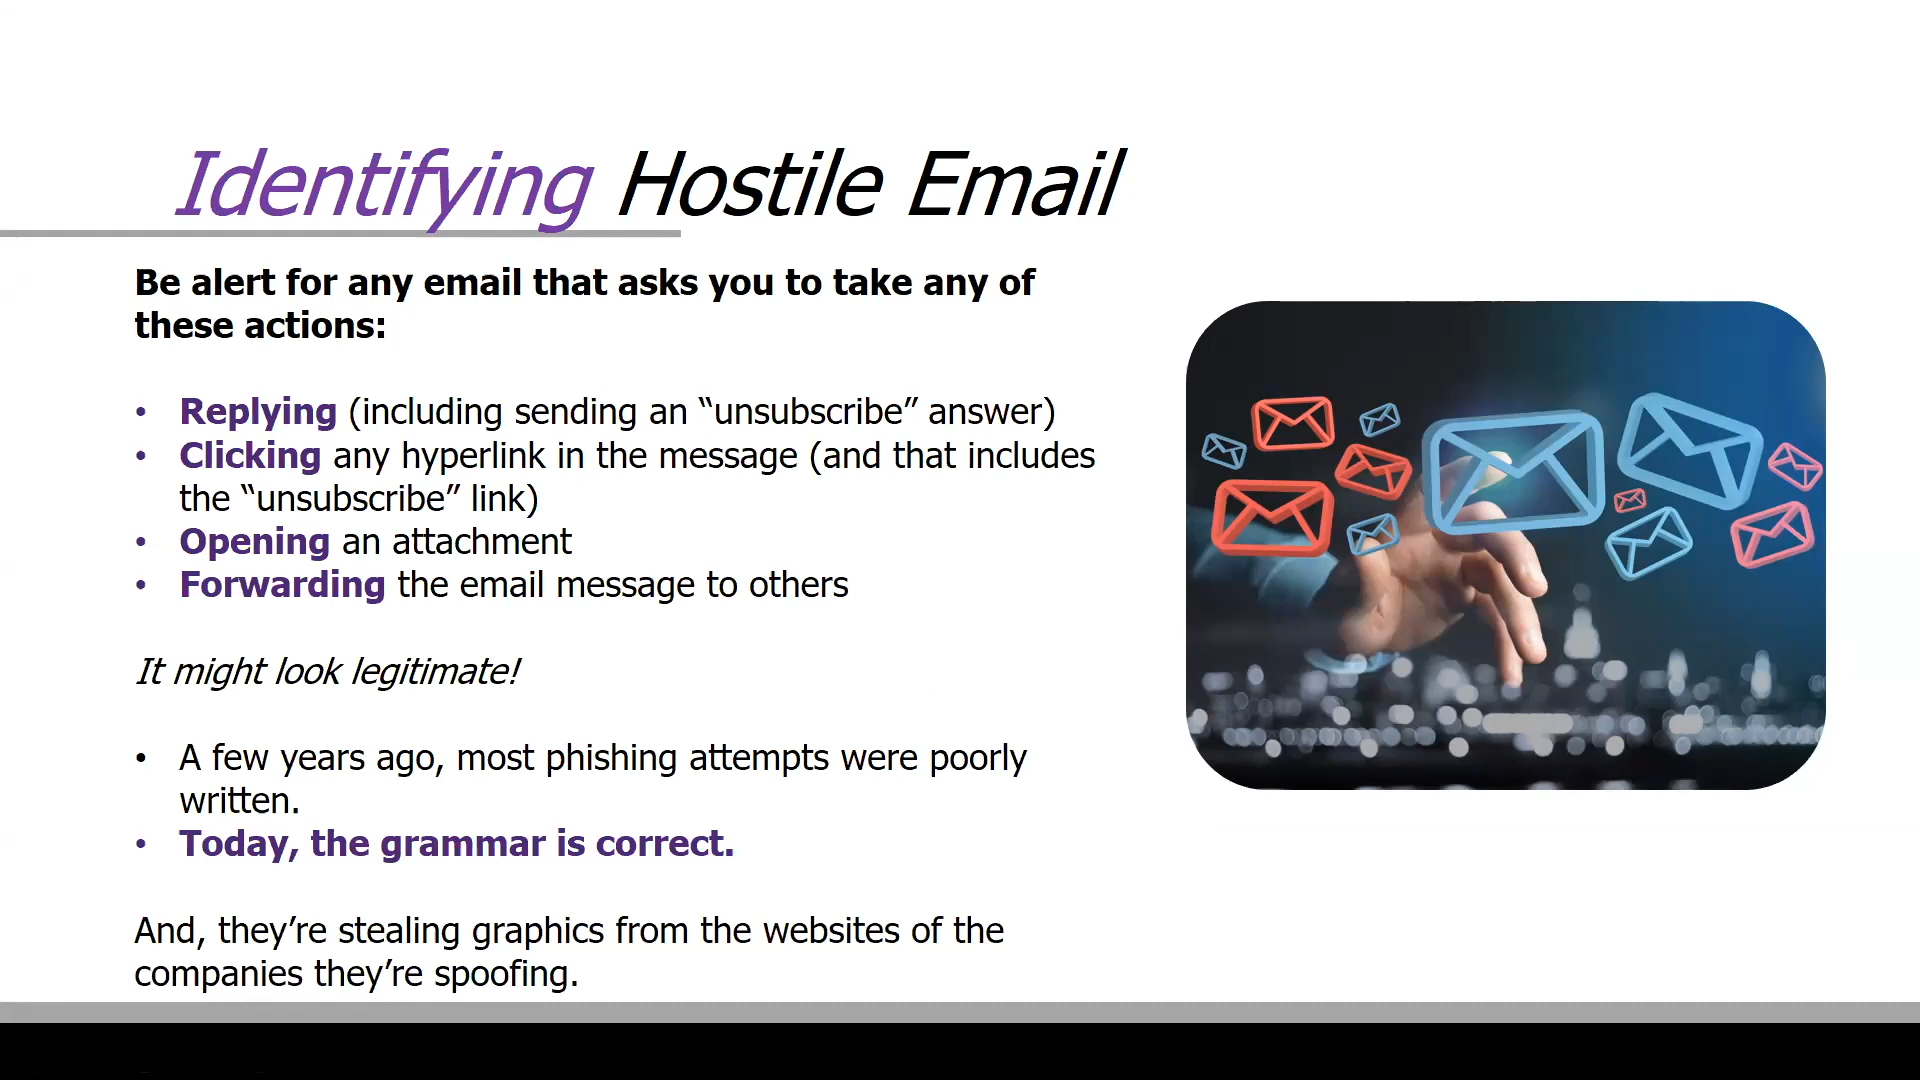 Identifying Hostile Email
Be alert for any email that asks you to take any of
these actions:
• Replying (including sending an “unsubscribe” answer)
• Clicking any hyperlink in the message (and that includes
the “unsubscribe” link)
• Opening an attachment
• Forwarding the email message to others
It might look legitimate!
• A few years ago, most phishing attempts were poorly
written.
• Today, the grammar is correct.
And, they’re stealing graphics from the websites of the
companies they’re spoofing.